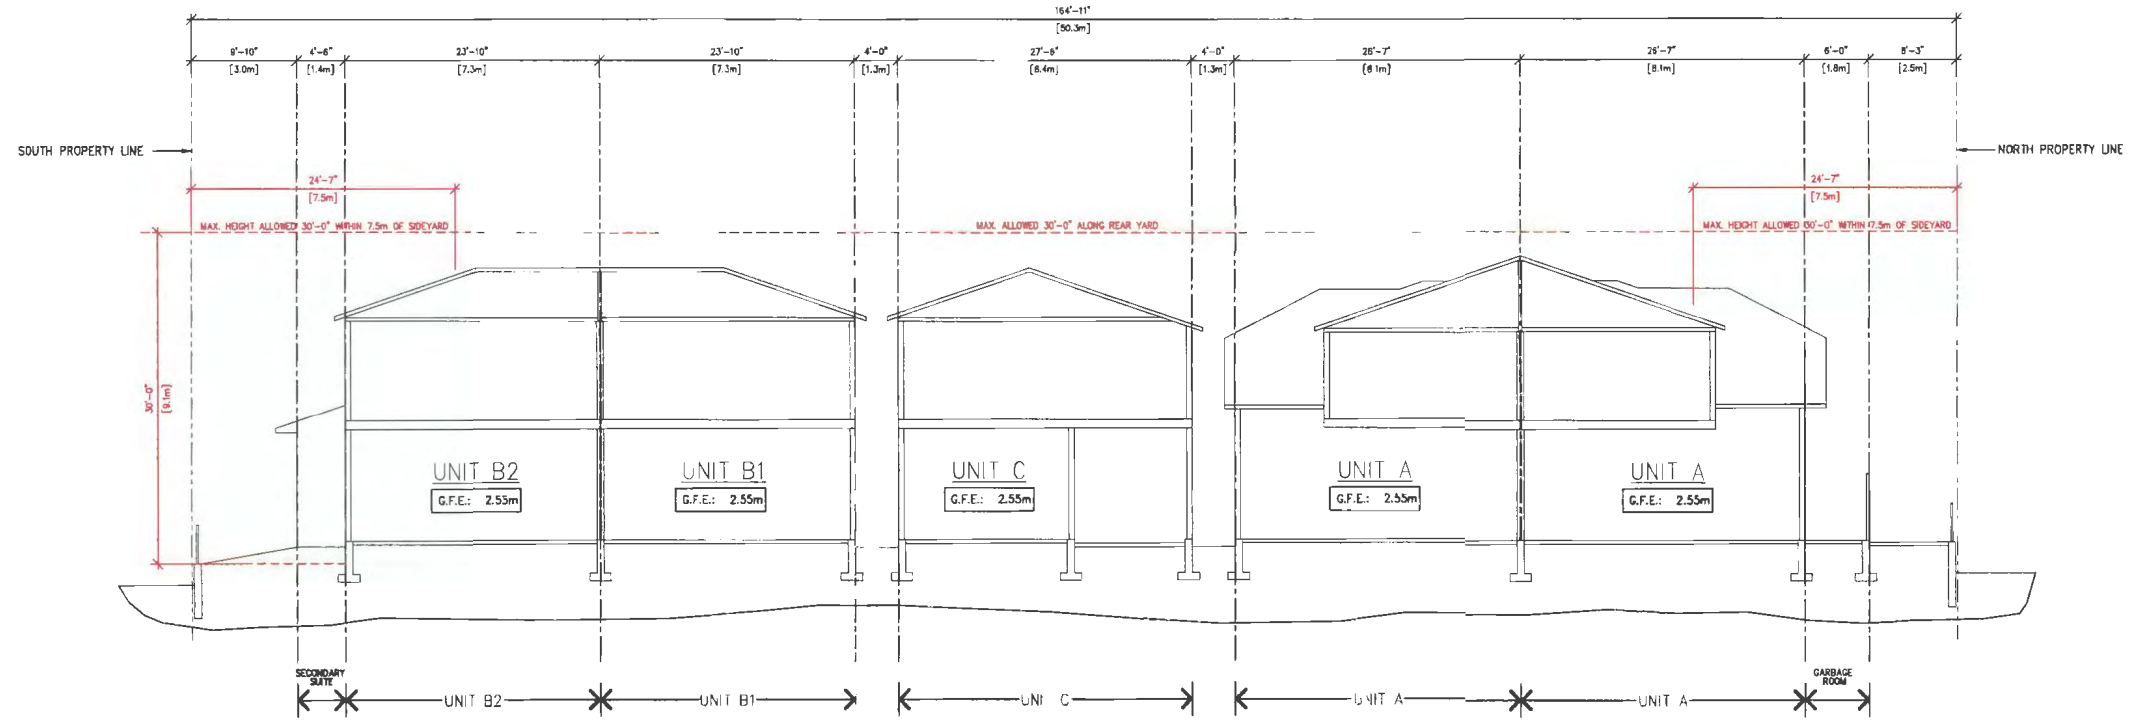 164'-11"
[50.3m]
9'-10" 4'-6" 23'-10" 23'-10" 4'-0" 27'-6" 4'-0" 26'-7" 26'-7" 6'-0" 8'-3"
[3.0m] [1.4m] [7.3m] [7.3m] [1.3m] [8.4m] [1.3m] [8.1m] [8.1m] [1.8m] [2.5m]
SOUTH PROPERTY LINE
NORTH PROPERTY LINE
24'-7"
[7.5m]
24'-7"
[7.5m]
MAX. HEIGHT ALLOWED 30'-0" WITHIN 7.5m OF SIDEYARD
MAX. ALLOWED 30'-0" ALONG REAR YARD
MAX. HEIGHT ALLOWED 30'-0" WITHIN 7.5m OF SIDEYARD
30'-0"
[9.1m]
UNIT B2
G.F.E.: 2.55m
UNIT B1
G.F.E.: 2.55m
UNIT C
G.F.E.: 2.55m
UNIT A
G.F.E.: 2.55m
UNIT A
G.F.E.: 2.55m
SECONDARY
SUITE
GARBAGE
ROOM
UNIT B2
UNIT B1
UNI C
UNIT A
UNIT A